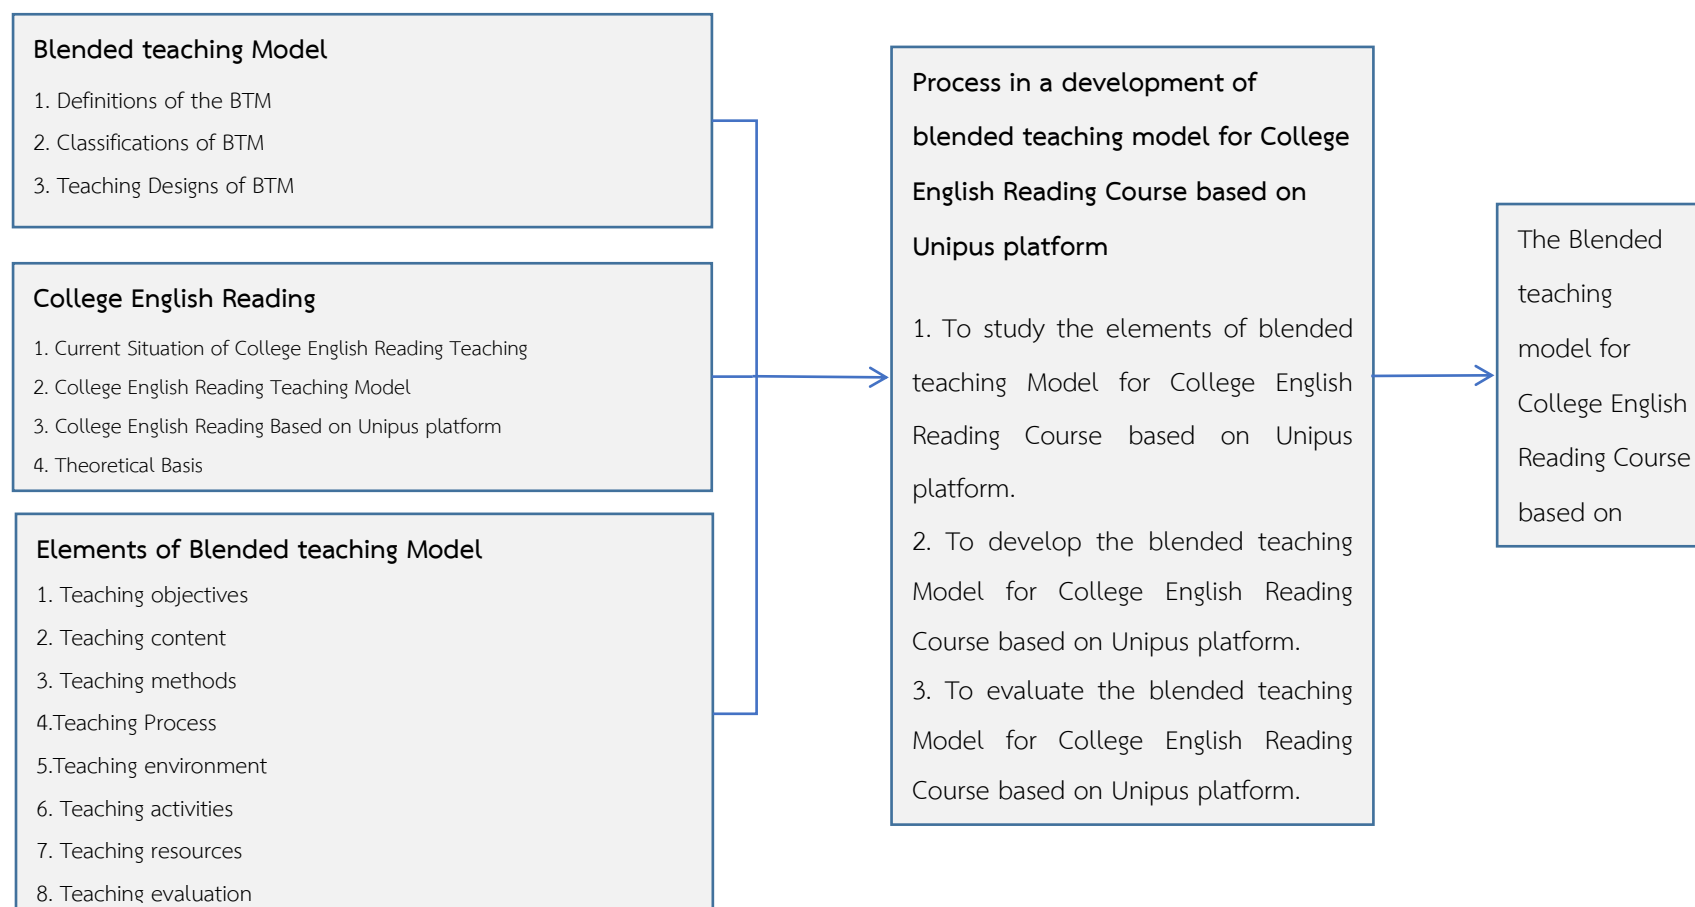 Blended teaching Model
1. Definitions of the BTM
2. Classifications of BTM
3. Teaching Designs of BTM
College English Reading
1. Current Situation of College English Reading Teaching
2. College English Reading Teaching Model
3. College English Reading Based on Unipus platform
4. Theoretical Basis
Elements of Blended teaching Model
1. Teaching objectives
2. Teaching content
3. Teaching methods
4.Teaching Process
5.Teaching environment
6. Teaching activities
7. Teaching resources
8. Teaching evaluation
Process in a development of
blended teaching model for College
English Reading Course based on
Unipus platform
1. To study the elements of blended
teaching Model for College English
Reading Course based on Unipus
platform.
2. To develop the blended teaching
Model for College English Reading
Course based on Unipus platform.
3. To evaluate the blended teaching
Model for College English Reading
Course based on Unipus platform.
The Blended
teaching
model for
College English
Reading Course
based on